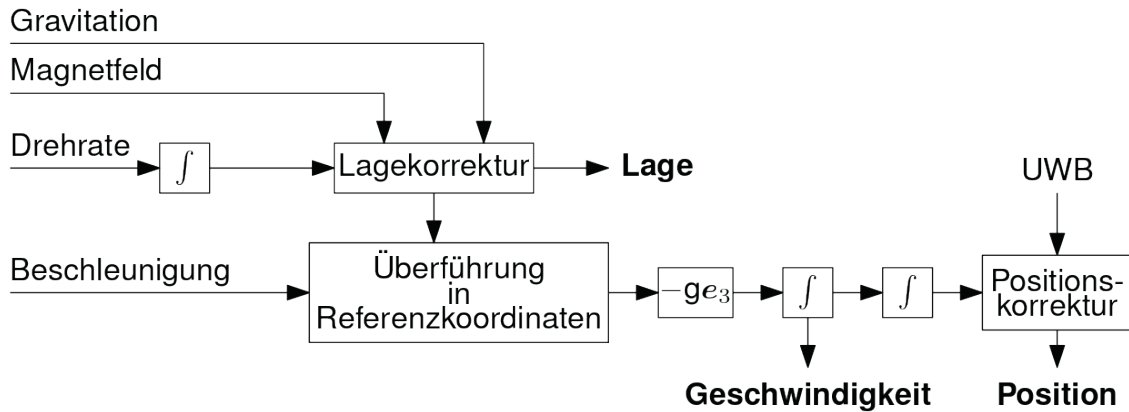 Gravitation
Magnetfeld
Drehrate
∫
Lagekorrektur
Lage
UWB
Beschleunigung
Überführung
in
Referenzkoordinaten
−ge₃
∫
∫
Positions-
korrektur
Geschwindigkeit
Position